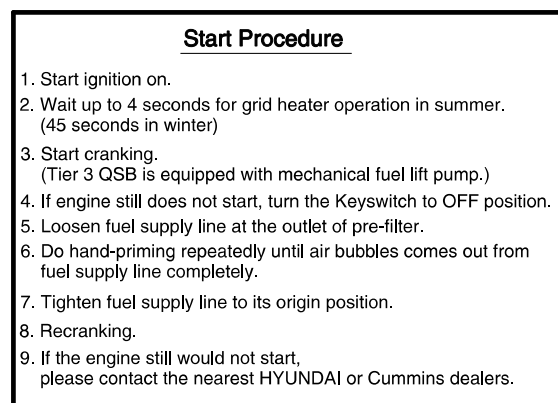 Start Procedure
1. Start ignition on.
2. Wait up to 4 seconds for grid heater operation in summer.
(45 seconds in winter)
3. Start cranking.
(Tier 3 QSB is equipped with mechanical fuel lift pump.)
4. If engine still does not start, turn the Keyswitch to OFF position.
5. Loosen fuel supply line at the outlet of pre-filter.
6. Do hand-priming repeatedly until air bubbles comes out from
fuel supply line completely.
7. Tighten fuel supply line to its origin position.
8. Recranking.
9. If the engine still would not start,
please contact the nearest HYUNDAI or Cummins dealers.